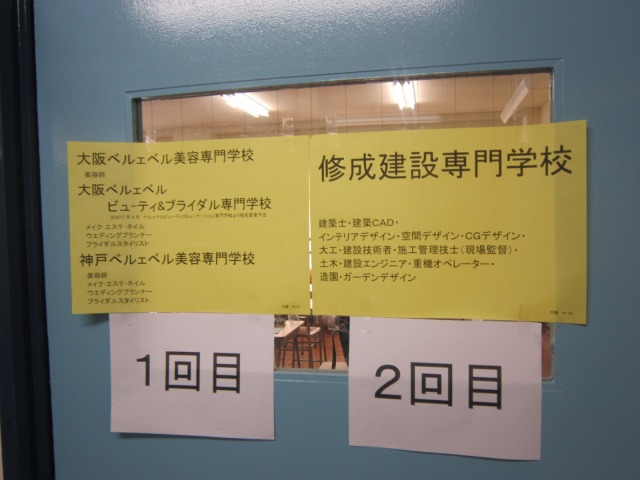 大阪ベルェベル美容専門学校
美容師
大阪ベルェベル
ビューティ&ブライダル専門学校
メイク・エステ・ネイル
ウエディングプランナー
ブライダルスタイリスト
神戸ベルェベル美容専門学校
美容師
メイク・エステ・ネイル
ウエディングプランナー
ブライダルスタイリスト
1回目
修成建設専門学校
建築士・建築CAD・
インテリアデザイン・空間デザイン・CGデザイン・
大工・建設技術者・施工管理技士(現場監督)・
土木・建設エンジニア・重機オペレーター・
造園・ガーデンデザイン
2回目